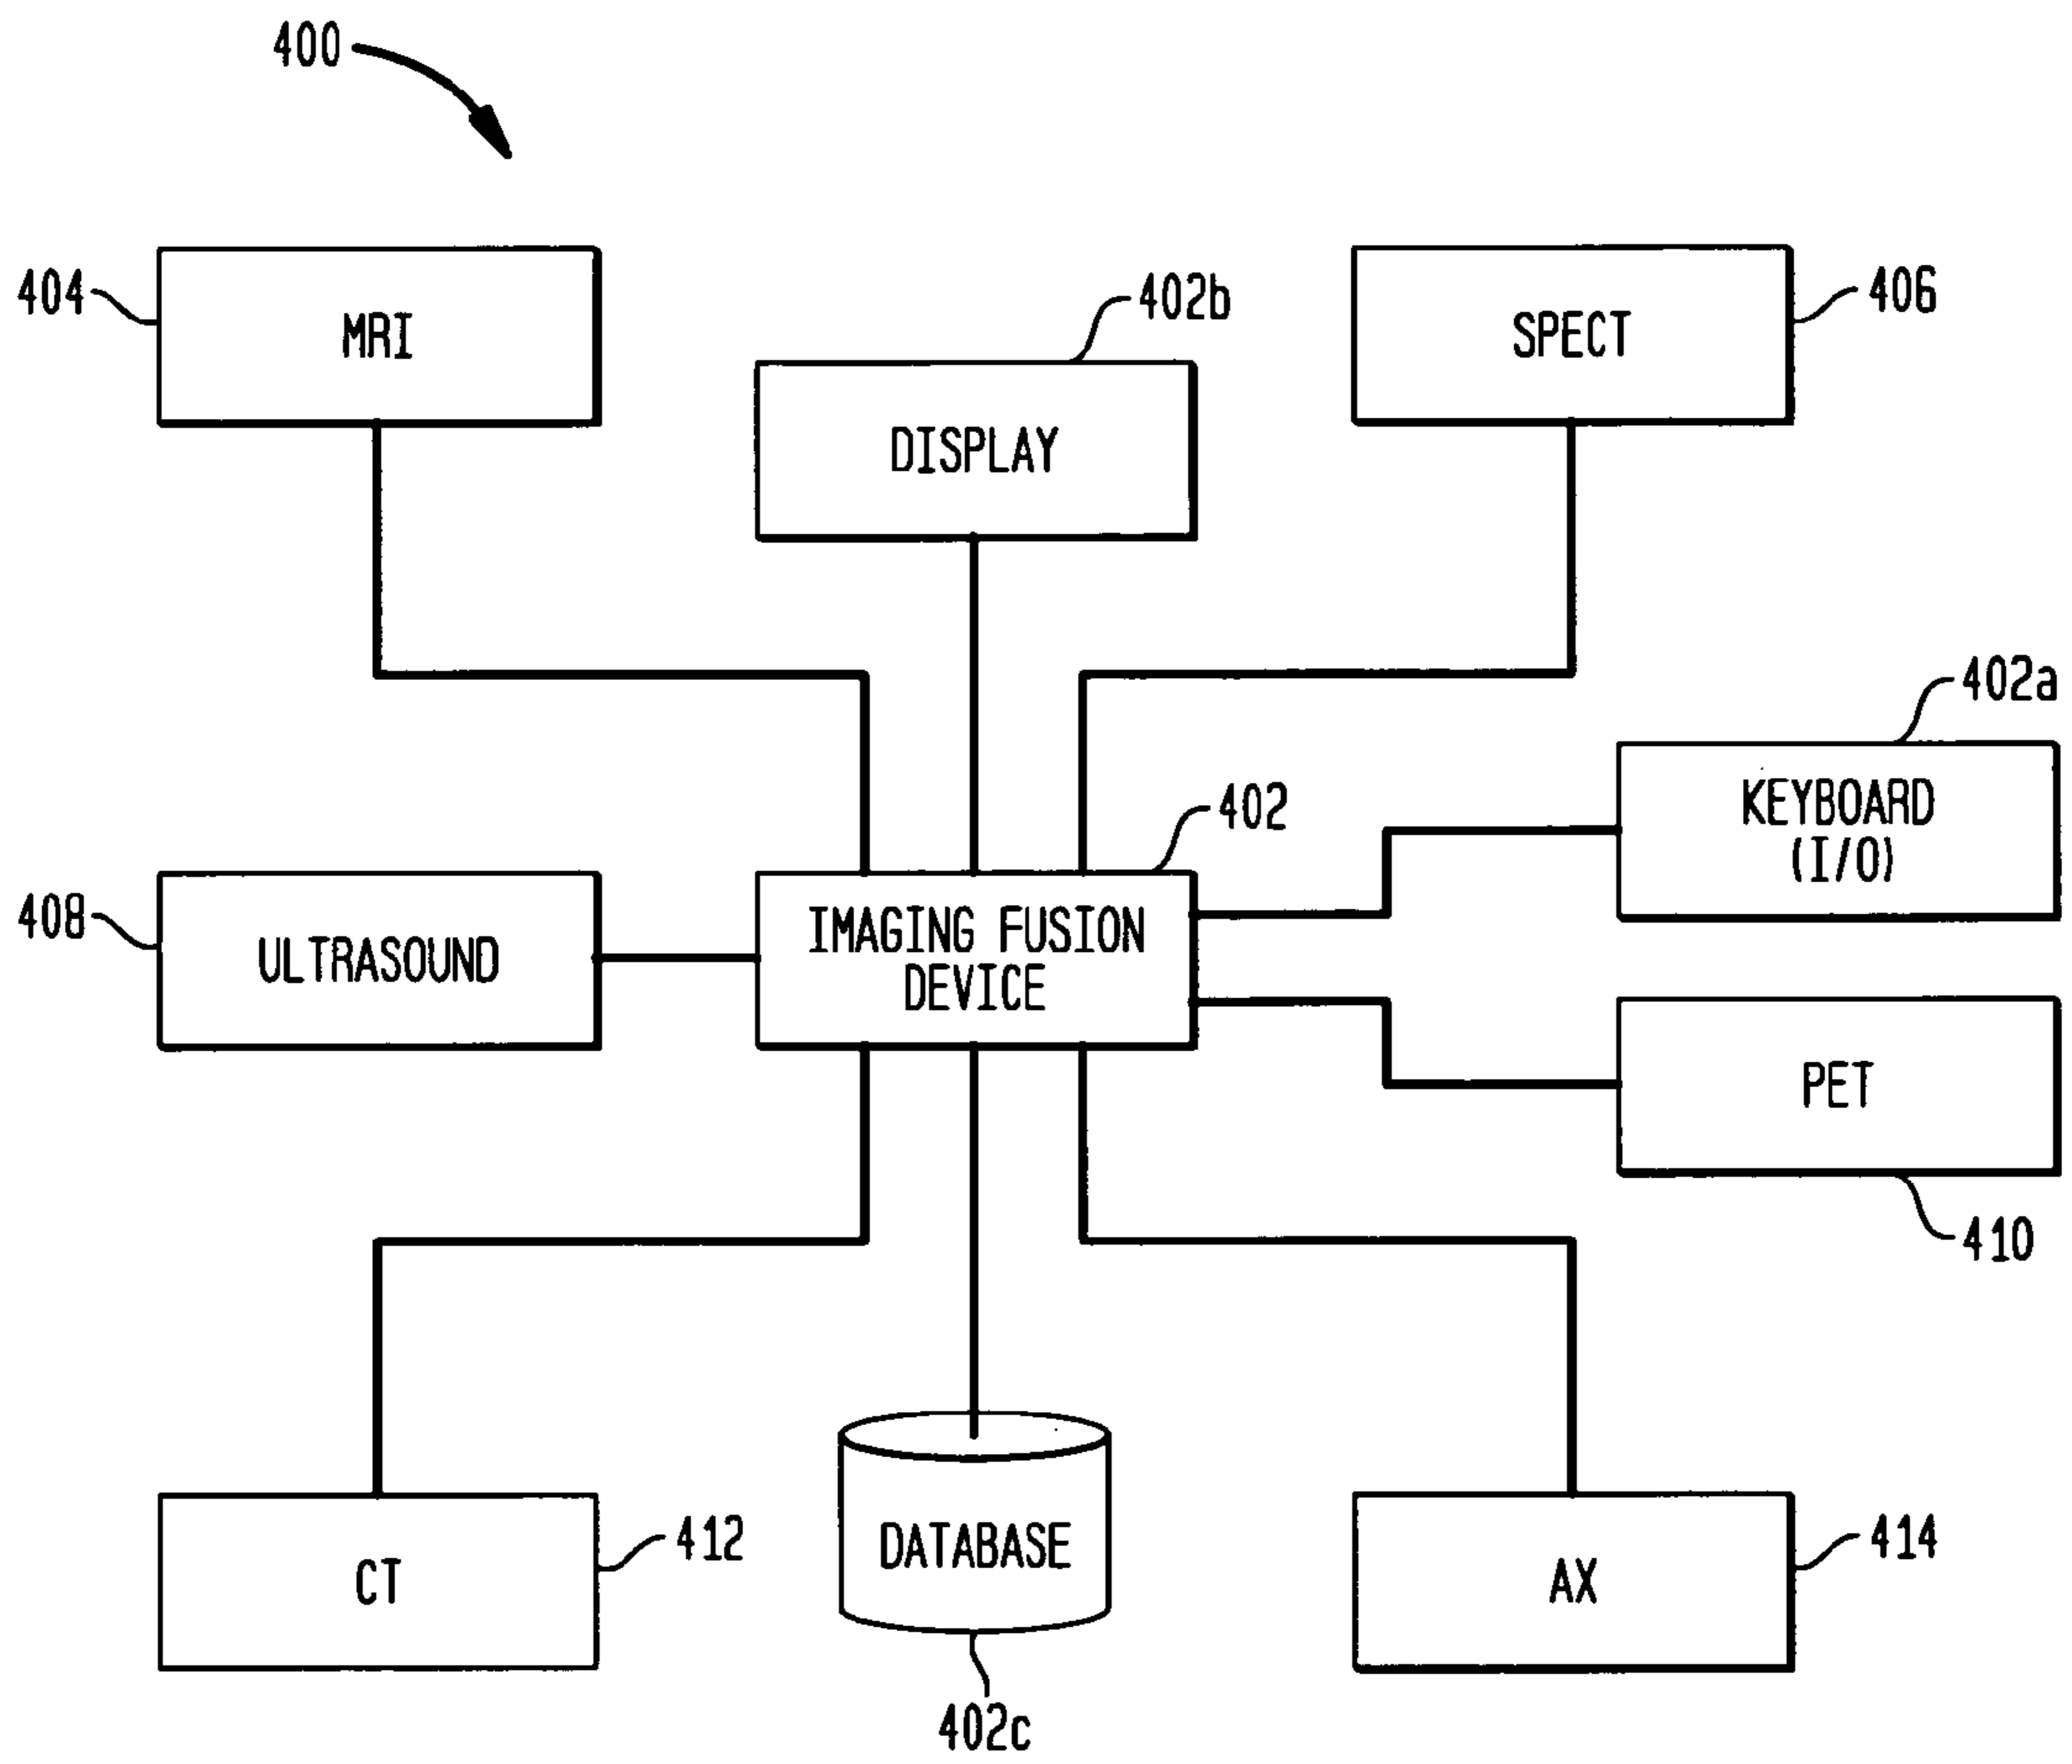 400
404
MRI
402b
DISPLAY
SPECT
406
402a
KEYBOARD
(I/O)
402
408
ULTRASOUND
IMAGING FUSION
DEVICE
PET
410
CT
412
DATABASE
402c
AX
414